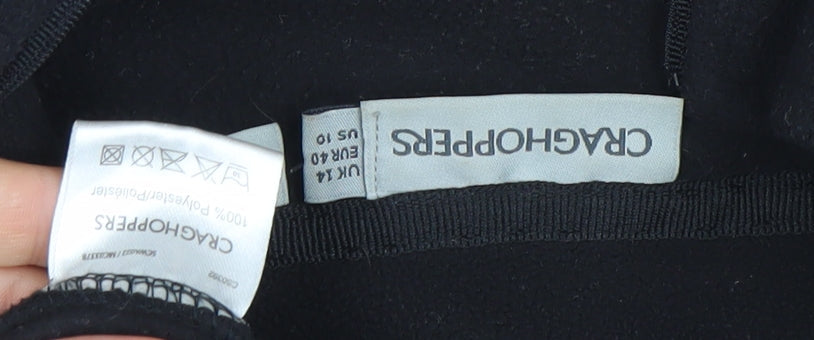 CRAGHOPPERS
UK 14
EUR 40
US 10
CRAGHOPPERS
100% Polyester/Poliéster